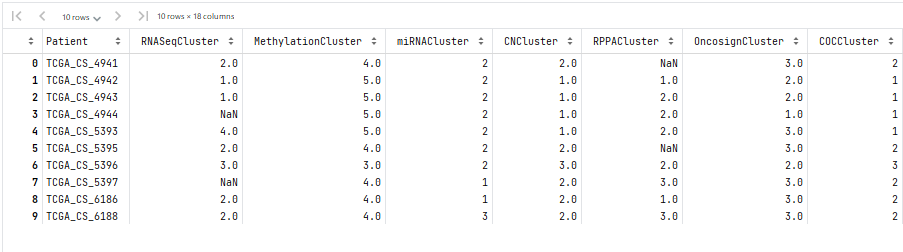 10 rows 10 rows × 18 columns
Patient RNASeqCluster MethylationCluster miRNACluster CNCluster RPPACluster OncosignCluster COCCluster
0 TCGA_CS_4941 2.0 4.0 2 2.0 NaN 3.0 2
1 TCGA_CS_4942 1.0 5.0 2 1.0 1.0 2.0 1
2 TCGA_CS_4943 1.0 5.0 2 1.0 2.0 2.0 1
3 TCGA_CS_4944 NaN 5.0 2 1.0 2.0 1.0 1
4 TCGA_CS_5393 4.0 5.0 2 1.0 2.0 3.0 1
5 TCGA_CS_5395 2.0 4.0 2 2.0 NaN 3.0 2
6 TCGA_CS_5396 3.0 3.0 2 3.0 2.0 2.0 3
7 TCGA_CS_5397 NaN 4.0 1 2.0 3.0 3.0 2
8 TCGA_CS_6186 2.0 4.0 1 2.0 1.0 3.0 2
9 TCGA_CS_6188 2.0 4.0 3 2.0 3.0 3.0 2